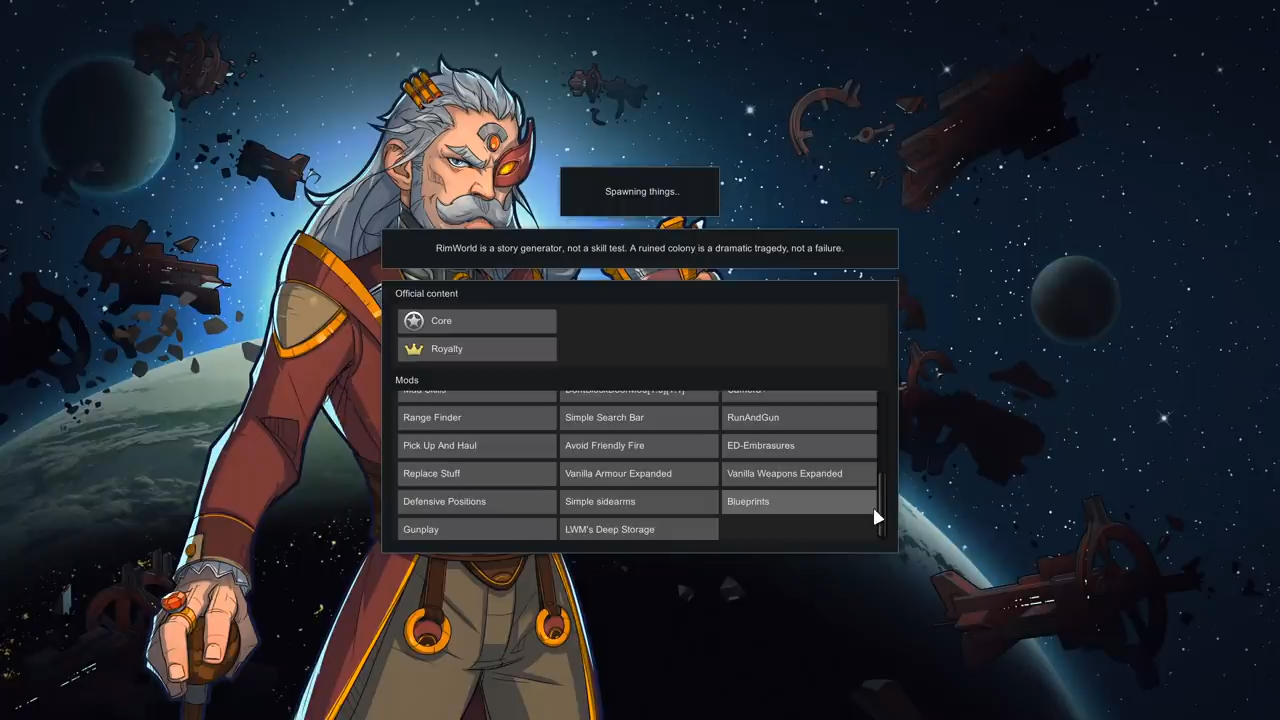 Spawning things..
RimWorld is a story generator, not a skill test. A ruined colony is a dramatic tragedy, not a failure.
Official content
Core
Royalty
Mods
Range Finder Simple Search Bar RunAndGun
Pick Up And Haul Avoid Friendly Fire ED-Embrasures
Replace Stuff Vanilla Armour Expanded Vanilla Weapons Expanded
Defensive Positions Simple sidearms Blueprints
Gunplay LWM's Deep Storage